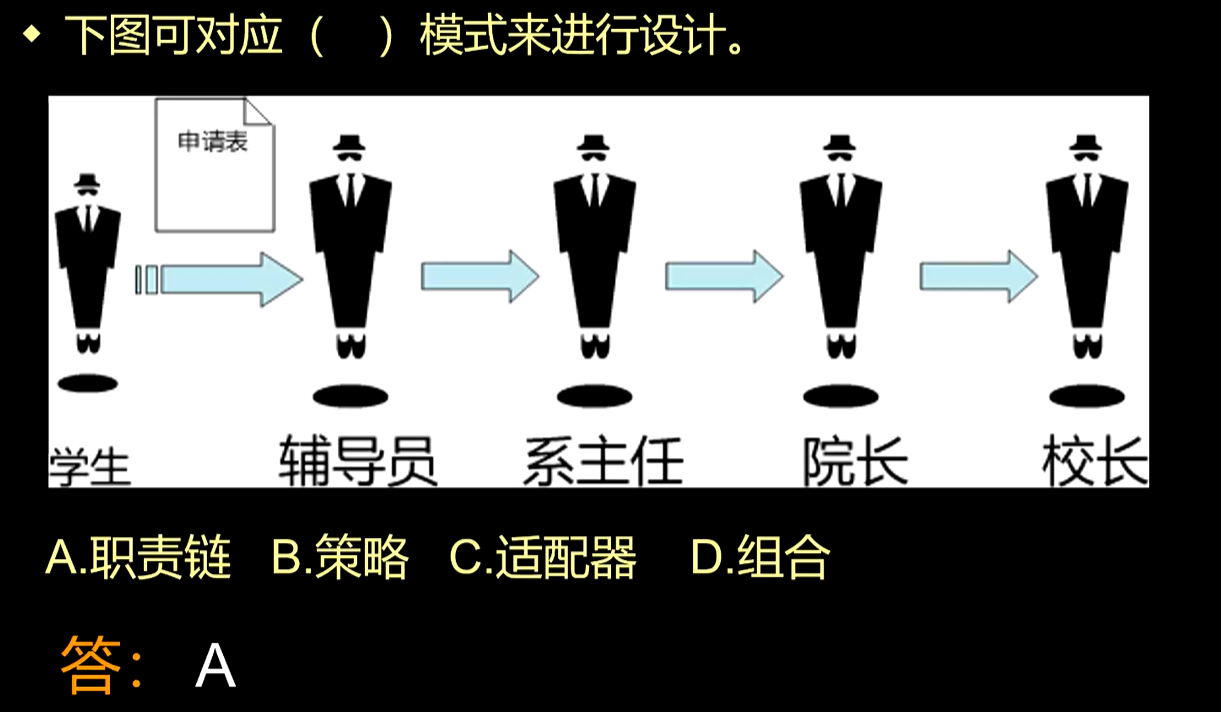 ◆ 下图可对应（　）模式来进行设计。
申请表
学生 辅导员 系主任 院长 校长
A.职责链 B.策略 C.适配器 D.组合
答： A